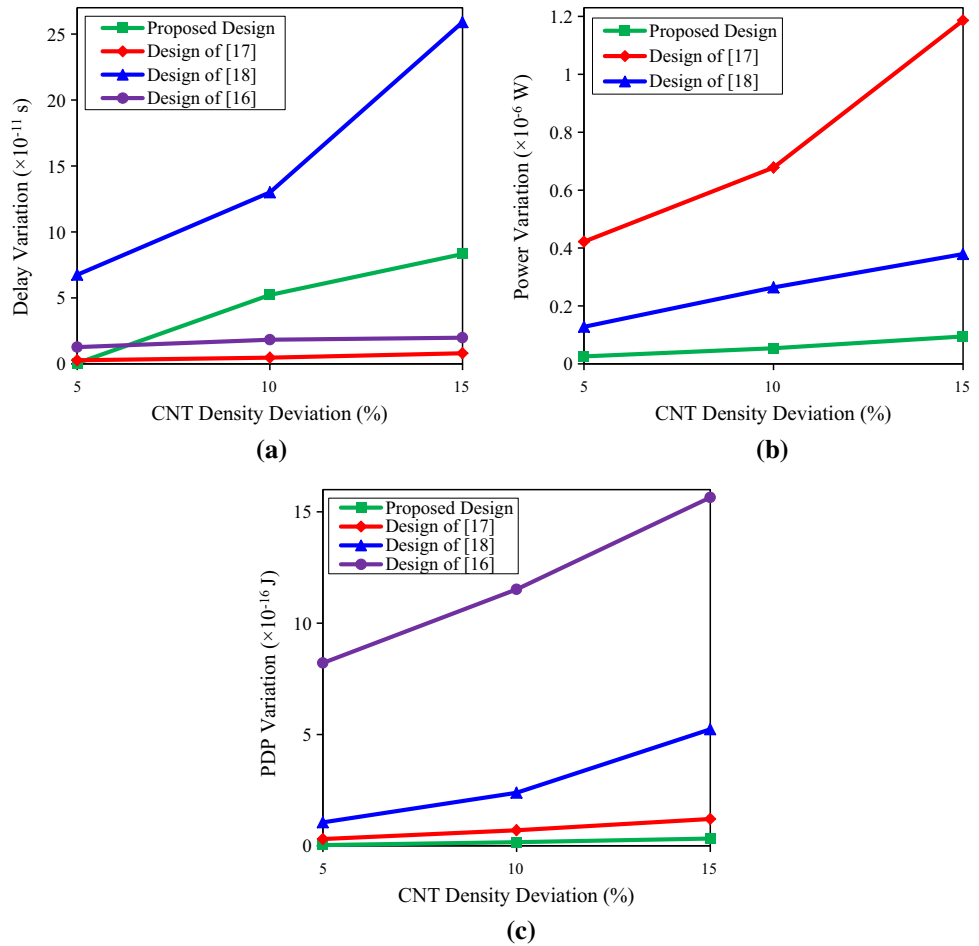 Proposed Design
Design of [17]
Design of [18]
Design of [16]
Delay Variation (×10⁻¹¹ s)
25
20
15
10
5
0
5
10
15
CNT Density Deviation (%)
(a)
Proposed Design
Design of [17]
Design of [18]
Power Variation (×10⁻⁶ W)
1.2
1
0.8
0.6
0.4
0.2
0
5
10
15
CNT Density Deviation (%)
(b)
Proposed Design
Design of [17]
Design of [18]
Design of [16]
PDP Variation (×10⁻¹⁶ J)
15
10
5
0
5
10
15
CNT Density Deviation (%)
(c)